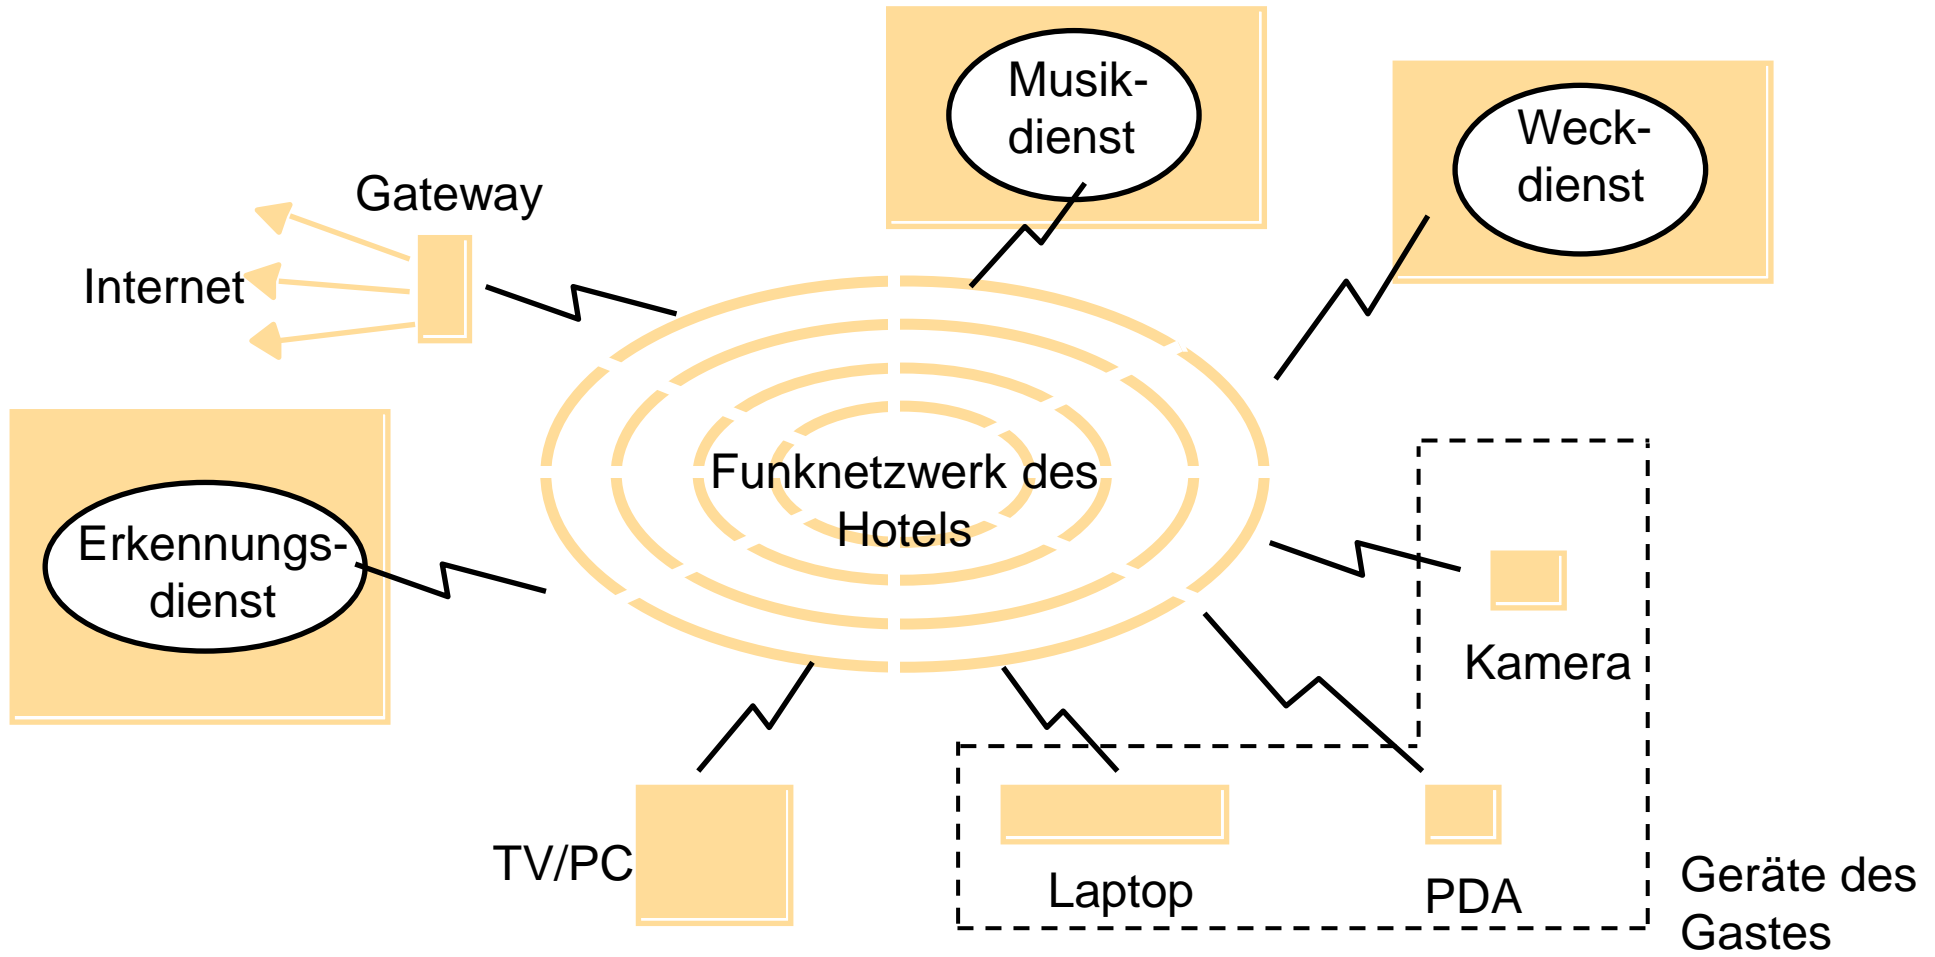 Musik-
dienst
Weck-
dienst
Gateway
Internet
Funknetzwerk des
Hotels
Erkennungs-
dienst
Kamera
TV/PC
Laptop
PDA
Geräte des
Gastes